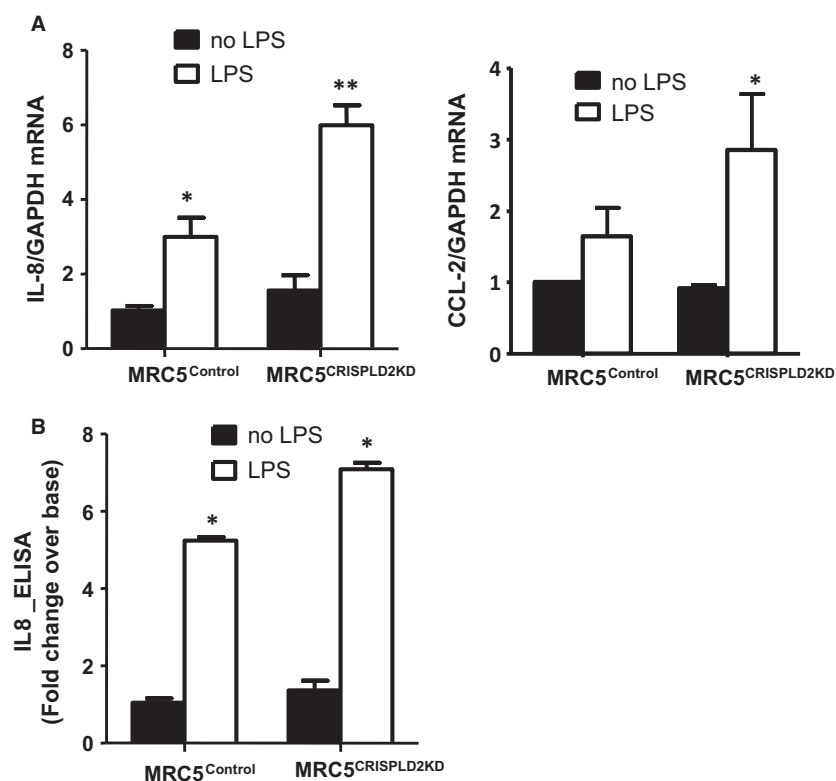 A
IL-8/GAPDH mRNA
8
6
4
2
0
no LPS
LPS
*
**
MRC5Control
MRC5CRISPLD2KD
CCL-2/GAPDH mRNA
4
3
2
1
0
no LPS
LPS
*
MRC5Control
MRC5CRISPLD2KD
B
IL8 _ELISA
(Fold change over base)
8
6
4
2
0
no LPS
LPS
*
*
MRC5Control
MRC5CRISPLD2KD